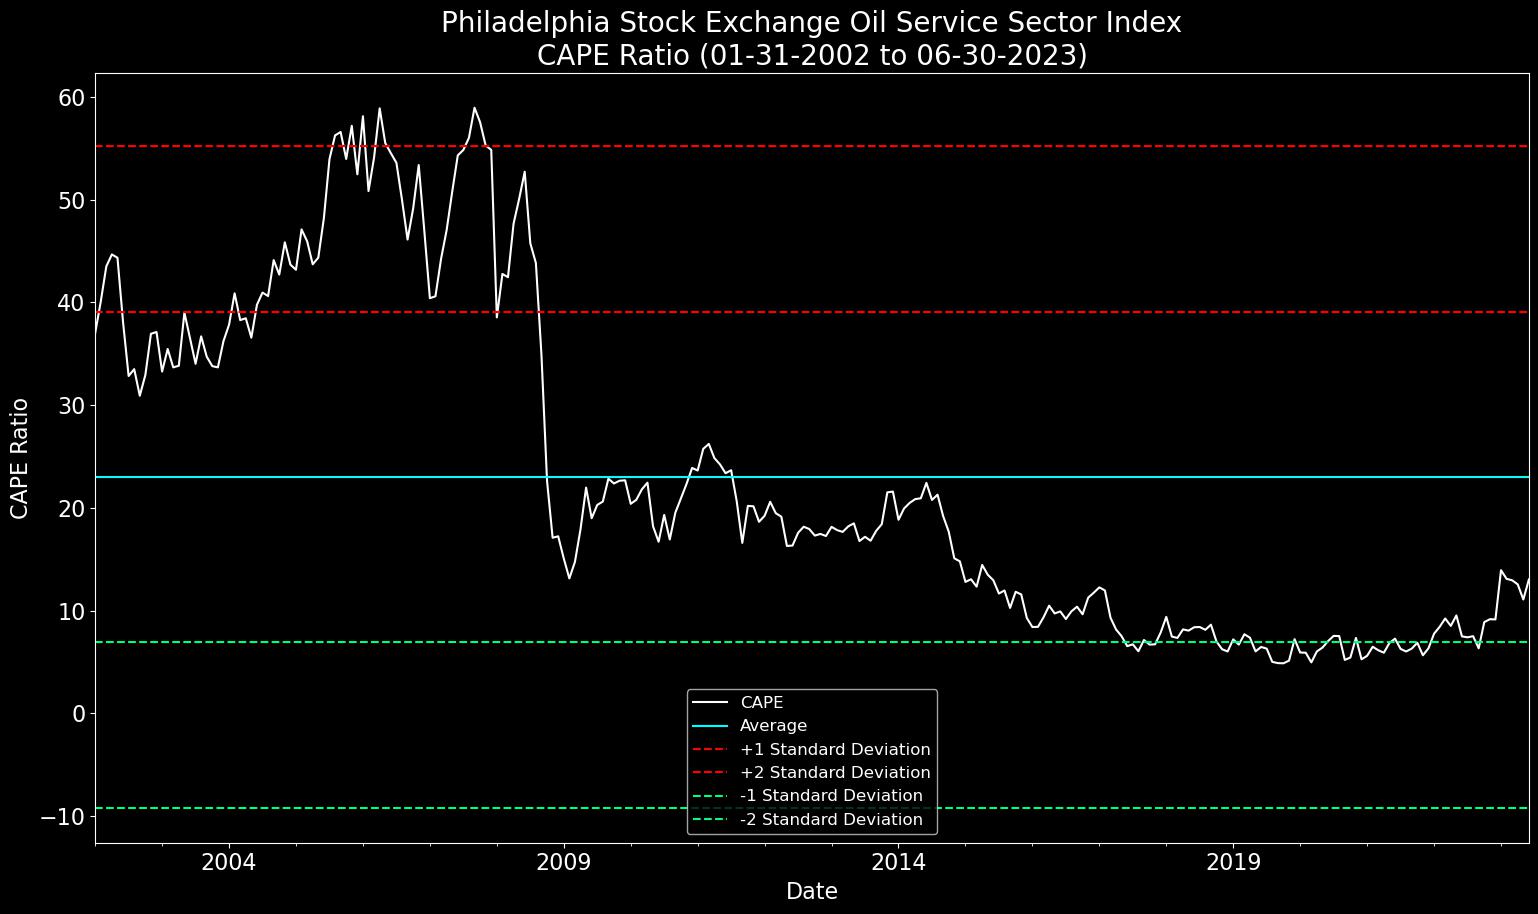 Philadelphia Stock Exchange Oil Service Sector Index
CAPE Ratio (01-31-2002 to 06-30-2023)
60
50
40
30
20
10
0
−10
CAPE Ratio
CAPE
Average
+1 Standard Deviation
+2 Standard Deviation
-1 Standard Deviation
-2 Standard Deviation
2004
2009
2014
2019
Date